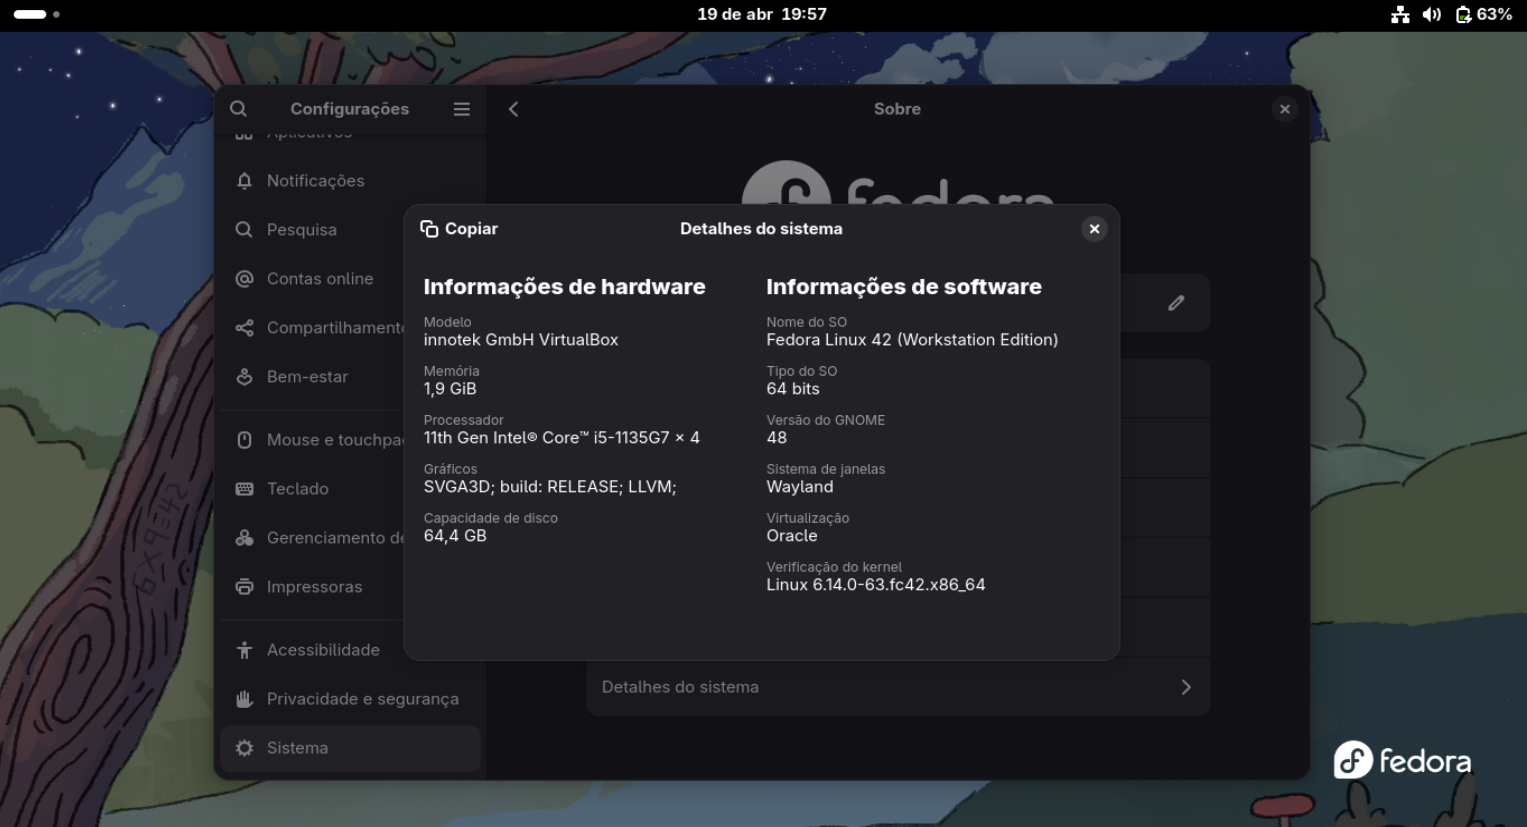 19 de abr 19:57
63%
Configurações
Sobre
Aplicativos
Notificações
Pesquisa
Contas online
Compartilhamento
Bem-estar
Mouse e touchpa
Teclado
Gerenciamento de
Impressoras
Acessibilidade
Privacidade e segurança
Sistema
fedora
Copiar
Detalhes do sistema
Informações de hardware
Modelo
innotek GmbH VirtualBox
Memória
1,9 GiB
Processador
11th Gen Intel® Core™ i5-1135G7 × 4
Gráficos
SVGA3D; build: RELEASE; LLVM;
Capacidade de disco
64,4 GB
Informações de software
Nome do SO
Fedora Linux 42 (Workstation Edition)
Tipo do SO
64 bits
Versão do GNOME
48
Sistema de janelas
Wayland
Virtualização
Oracle
Verificação do kernel
Linux 6.14.0-63.fc42.x86_64
Detalhes do sistema
6x9=42
fedora